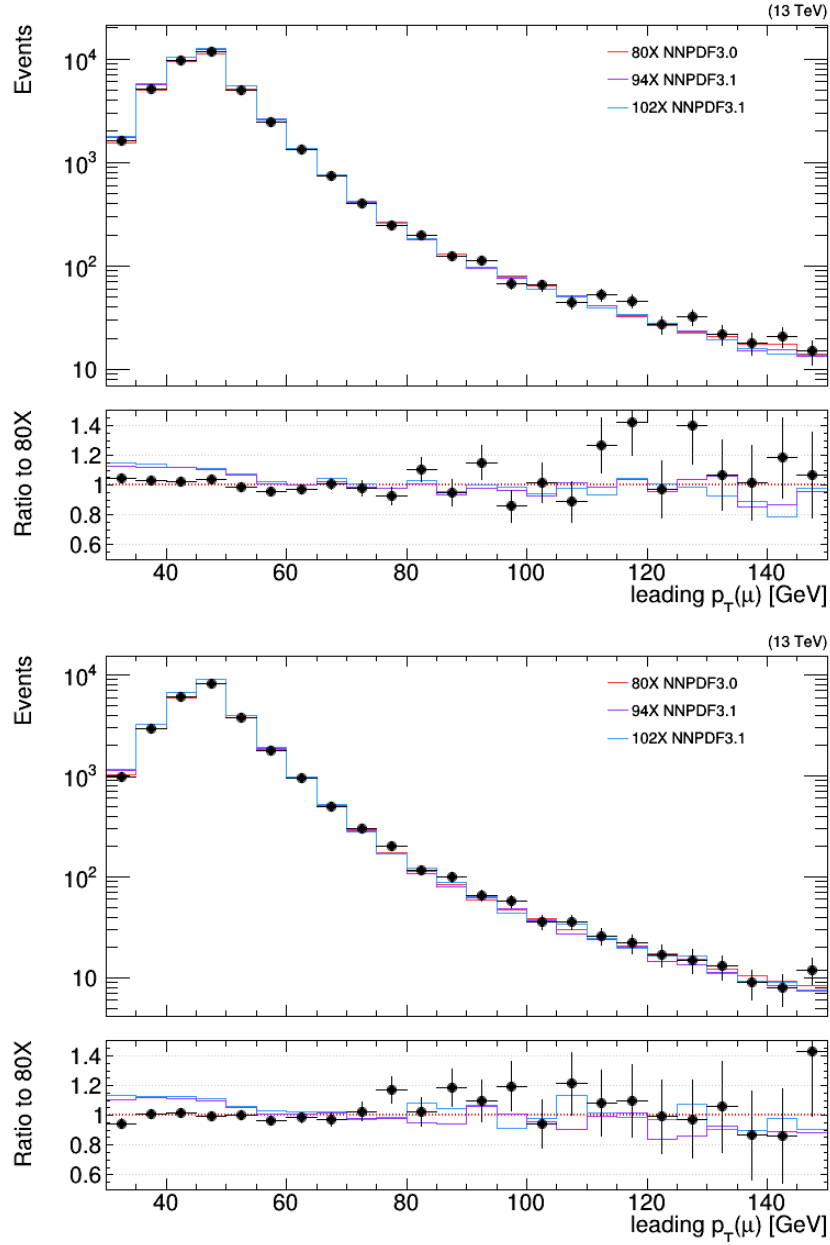 (13 TeV)
Events
10⁴
10³
10²
10
80X NNPDF3.0
94X NNPDF3.1
102X NNPDF3.1
Ratio to 80X
1.4
1.2
1
0.8
0.6
40 60 80 100 120 140
leading p_T(μ) [GeV]
(13 TeV)
Events
10⁴
10³
10²
10
80X NNPDF3.0
94X NNPDF3.1
102X NNPDF3.1
Ratio to 80X
1.4
1.2
1
0.8
0.6
40 60 80 100 120 140
leading p_T(μ) [GeV]